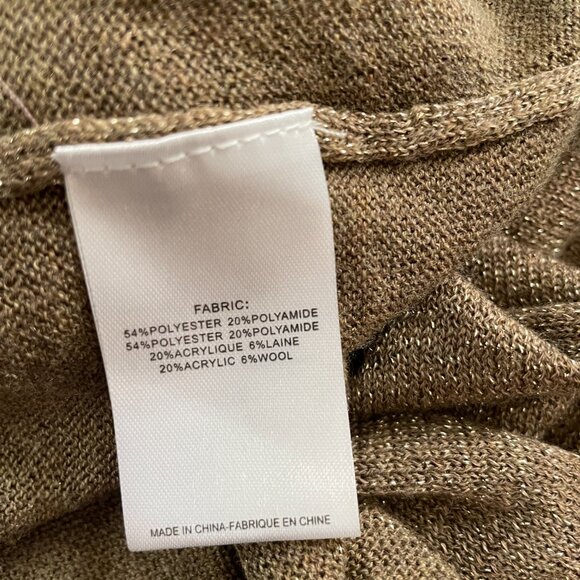 FABRIC:
54%POLYESTER 20%POLYAMIDE
54%POLYESTER 20%POLYAMIDE
20%ACRYLIQUE 6%LAINE
20%ACRYLIC 6%WOOL
MADE IN CHINA-FABRIQUE EN CHINE